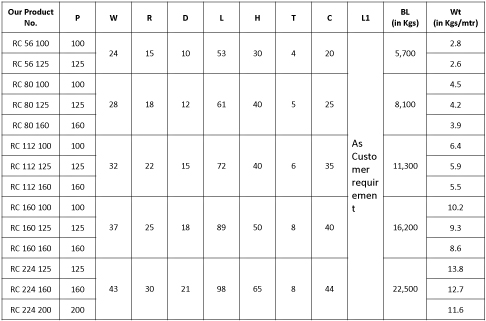 Our Product No. P W R D L H T C L1 BL (in Kgs) Wt (in Kgs/mtr)
RC 56 100 100 24 15 10 53 30 4 20 As Customer requirement 5,700 2.8
RC 56 125 125 2.6
RC 80 100 100 28 18 12 61 40 5 25 8,100 4.5
RC 80 125 125 4.2
RC 80 160 160 3.9
RC 112 100 100 32 22 15 72 40 6 35 11,300 6.4
RC 112 125 125 5.9
RC 112 160 160 5.5
RC 160 100 100 37 25 18 89 50 8 40 16,200 10.2
RC 160 125 125 9.3
RC 160 160 160 8.6
RC 224 125 125 43 30 21 98 65 8 44 22,500 13.8
RC 224 160 160 12.7
RC 224 200 200 11.6